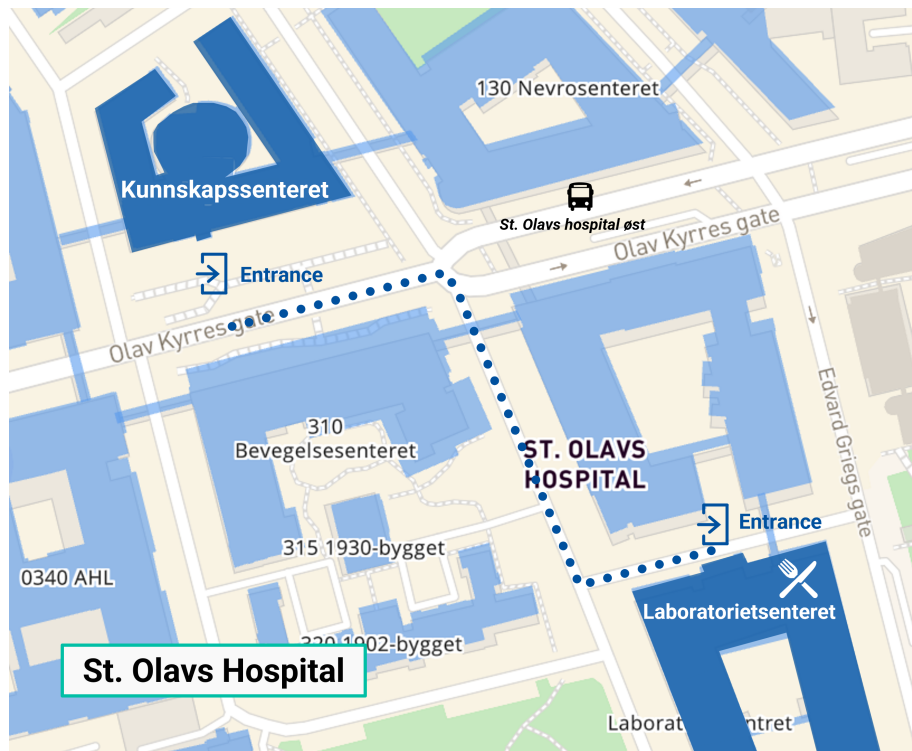 130 Nevrosenteret
Kunnskapssenteret
St. Olavs hospital øst
Olav Kyrres gate
Entrance
Olav Kyrres gate
Edvard Griegs gate
310
Bevegelsesenteret
ST. OLAVS
HOSPITAL
Entrance
315 1930-bygget
0340 AHL
Laboratorietsenteret
320 1902-bygget
St. Olavs Hospital